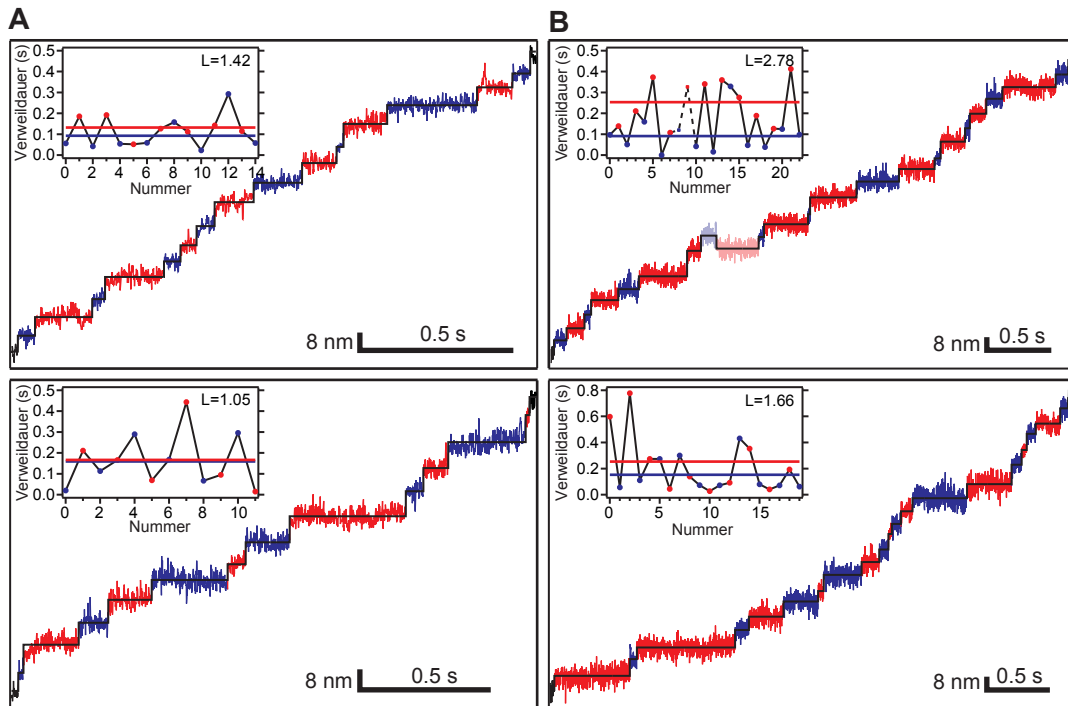 A
B
0.5
0.4
0.3
0.2
0.1
0.0
Verweildauer (s)
L=1.42
0 2 4 6 8 10 12 14
Nummer
8 nm
0.5 s
0.5
0.4
0.3
0.2
0.1
0.0
Verweildauer (s)
L=2.78
0 5 10 15 20
Nummer
8 nm
0.5 s
0.5
0.4
0.3
0.2
0.1
0.0
Verweildauer (s)
L=1.05
0 2 4 6 8 10
Nummer
8 nm
0.5 s
0.8
0.6
0.4
0.2
0.0
Verweildauer (s)
L=1.66
0 5 10 15
Nummer
8 nm
0.5 s